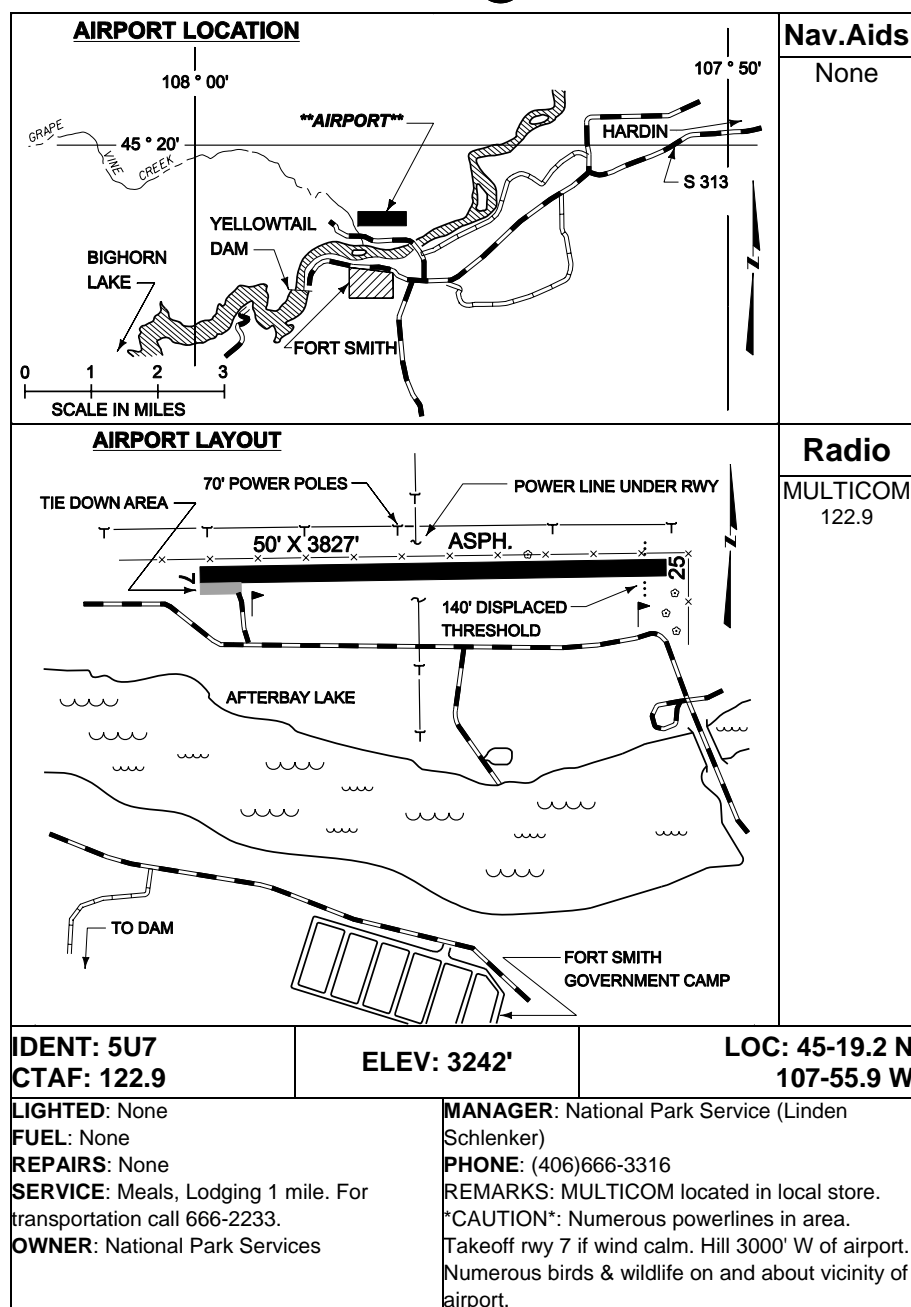 AIRPORT LOCATION
Nav.Aids
None
108 ° 00'
107 ° 50'
**AIRPORT**
HARDIN
GRAPE
VINE
CREEK
45 ° 20'
S 313
YELLOWTAIL
DAM
BIGHORN
LAKE
N
FORT SMITH
0 1 2 3
SCALE IN MILES
AIRPORT LAYOUT
Radio
MULTICOM
122.9
70' POWER POLES
POWER LINE UNDER RWY
TIE DOWN AREA
50' X 3827' ASPH.
N
7
25
140' DISPLACED
THRESHOLD
AFTERBAY LAKE
TO DAM
FORT SMITH
GOVERNMENT CAMP
IDENT: 5U7
CTAF: 122.9
ELEV: 3242'
LOC: 45-19.2 N
107-55.9 W
LIGHTED: None
FUEL: None
REPAIRS: None
SERVICE: Meals, Lodging 1 mile. For
transportation call 666-2233.
OWNER: National Park Services
MANAGER: National Park Service (Linden
Schlenker)
PHONE: (406)666-3316
REMARKS: MULTICOM located in local store.
*CAUTION*: Numerous powerlines in area.
Takeoff rwy 7 if wind calm. Hill 3000' W of airport.
Numerous birds & wildlife on and about vicinity of
airport.